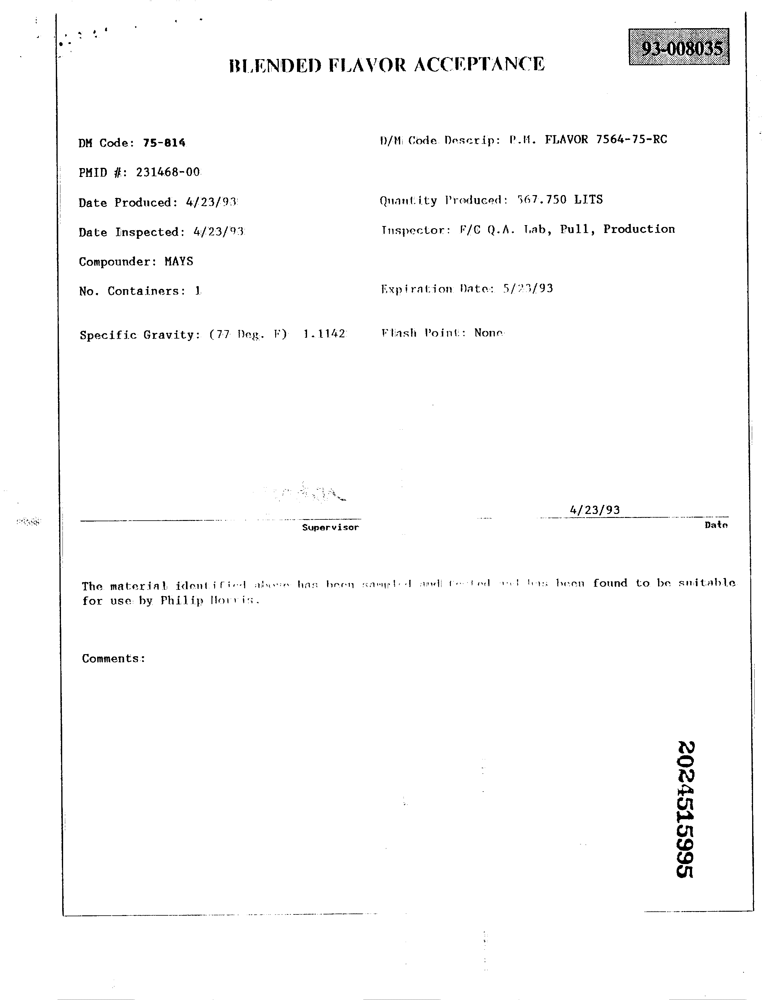 93-008035
BLENDED FLAVOR ACCEPTANCE
DM Code: 75-814 D/M Code Descrip: P.M. FLAVOR 7564-75-RC
PMID #: 231468-00
Date Produced: 4/23/93 Quantity Produced: 567.750 LITS
Date Inspected: 4/23/93 Inspector: F/C Q.A. Lab, Pull, Production
Compounder: MAYS
No. Containers: 1 Expiration Date: 5/23/93
Specific Gravity: (77 Deg. F) 1.1142 Flash Point: None
4/23/93
Supervisor Date
The material identified above has been sampled and tested and has been found to be suitable
for use by Philip Morris.
Comments:
2024515995